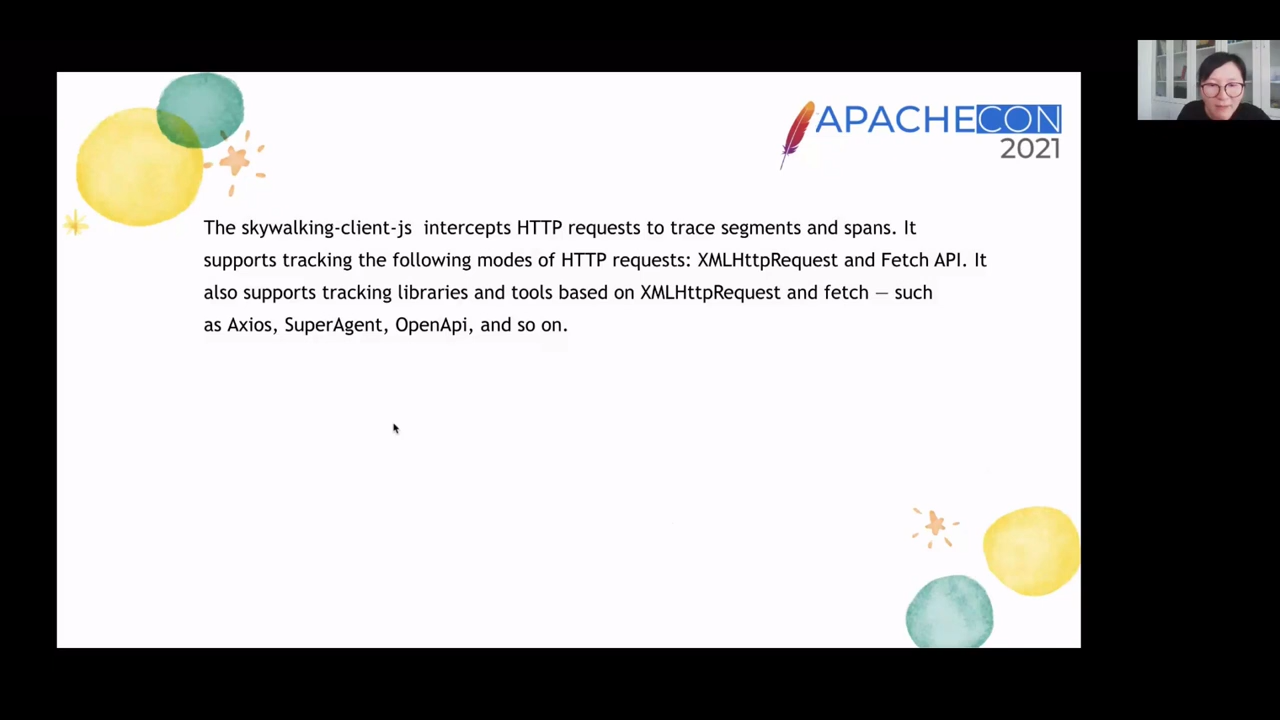 APACHECON
2021
The skywalking-client-js  intercepts HTTP requests to trace segments and spans. It
supports tracking the following modes of HTTP requests: XMLHttpRequest and Fetch API. It
also supports tracking libraries and tools based on XMLHttpRequest and fetch — such
as Axios, SuperAgent, OpenApi, and so on.